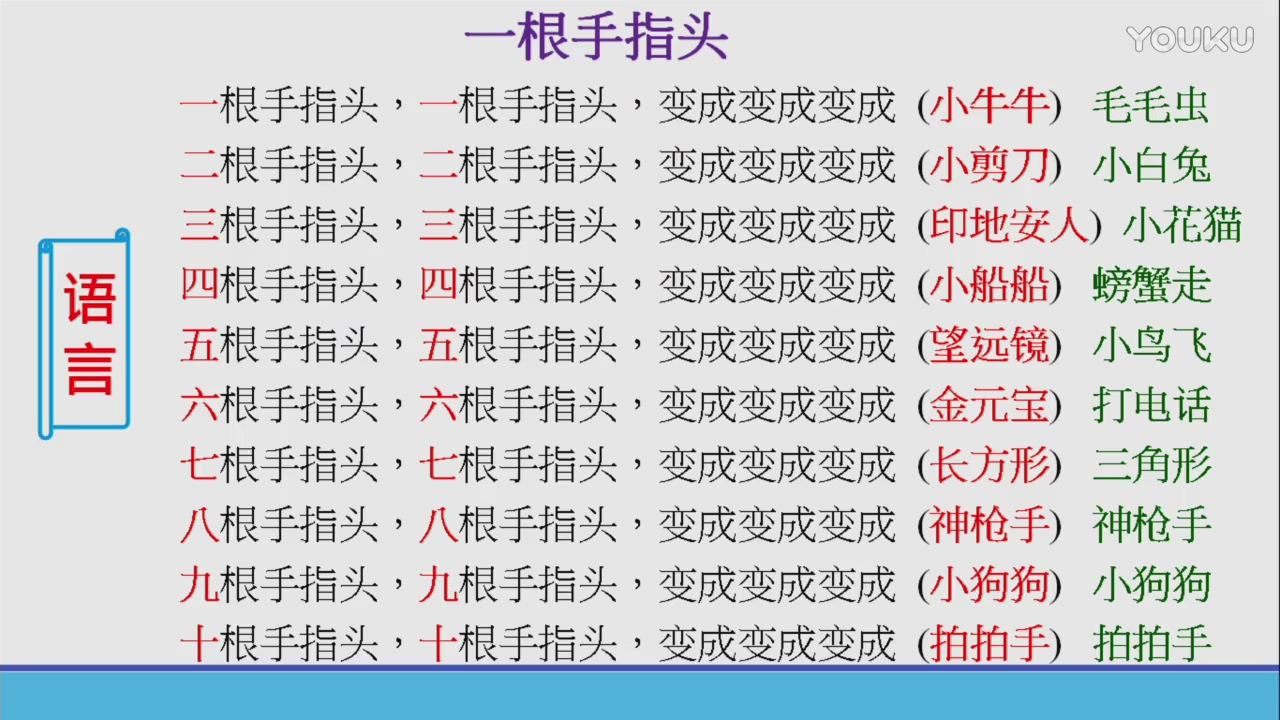 一根手指头
YOUKU
一根手指头，一根手指头，变成变成变成 (小牛牛) 毛毛虫
二根手指头，二根手指头，变成变成变成 (小剪刀) 小白兔
三根手指头，三根手指头，变成变成变成 (印地安人) 小花猫
四根手指头，四根手指头，变成变成变成 (小船船) 螃蟹走
五根手指头，五根手指头，变成变成变成 (望远镜) 小鸟飞
六根手指头，六根手指头，变成变成变成 (金元宝) 打电话
七根手指头，七根手指头，变成变成变成 (长方形) 三角形
八根手指头，八根手指头，变成变成变成 (神枪手) 神枪手
九根手指头，九根手指头，变成变成变成 (小狗狗) 小狗狗
十根手指头，十根手指头，变成变成变成 (拍拍手) 拍拍手
语
言